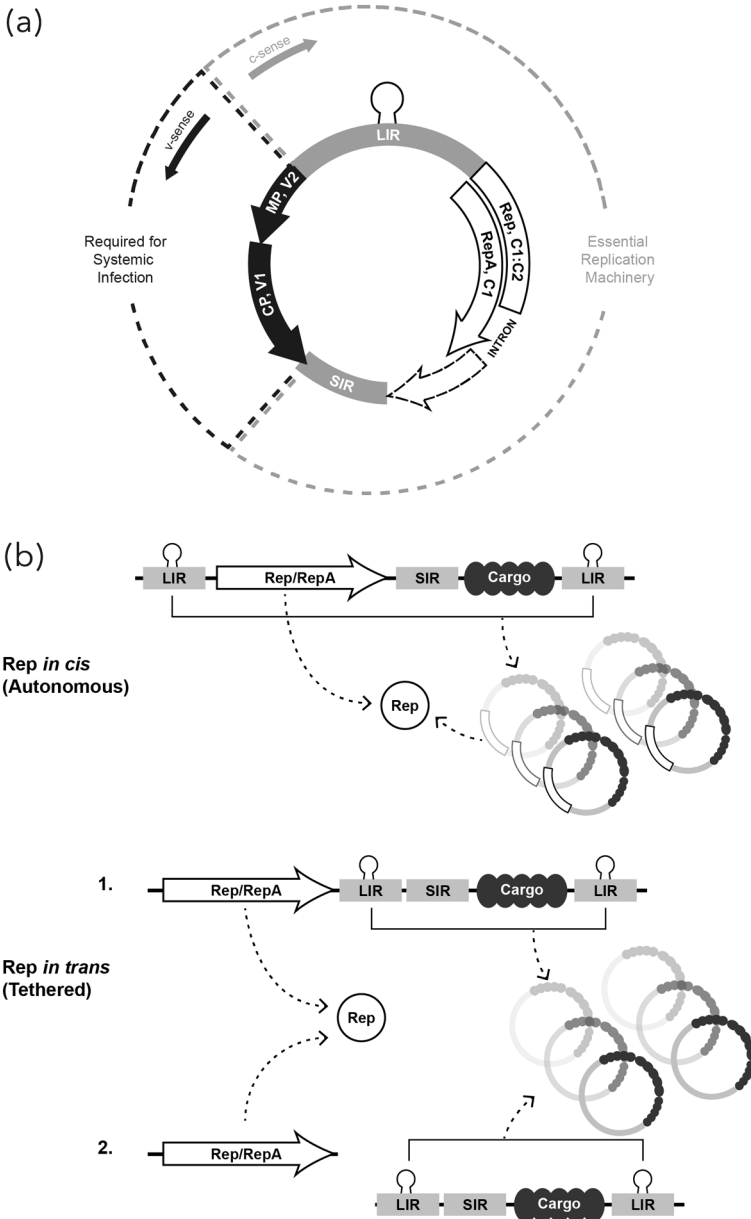 (a)
c-sense
v-sense
LIR
MP, V2
Rep, C1:C2
RepA, C1
Required for
Systemic
Infection
Essential
Replication
Machinery
CP, V1
INTRON
SIR
(b)
LIR
Rep/RepA
SIR
Cargo
LIR
Rep in cis
(Autonomous)
Rep
1.
Rep/RepA
LIR
SIR
Cargo
LIR
Rep in trans
(Tethered)
Rep
2.
Rep/RepA
LIR
SIR
Cargo
LIR